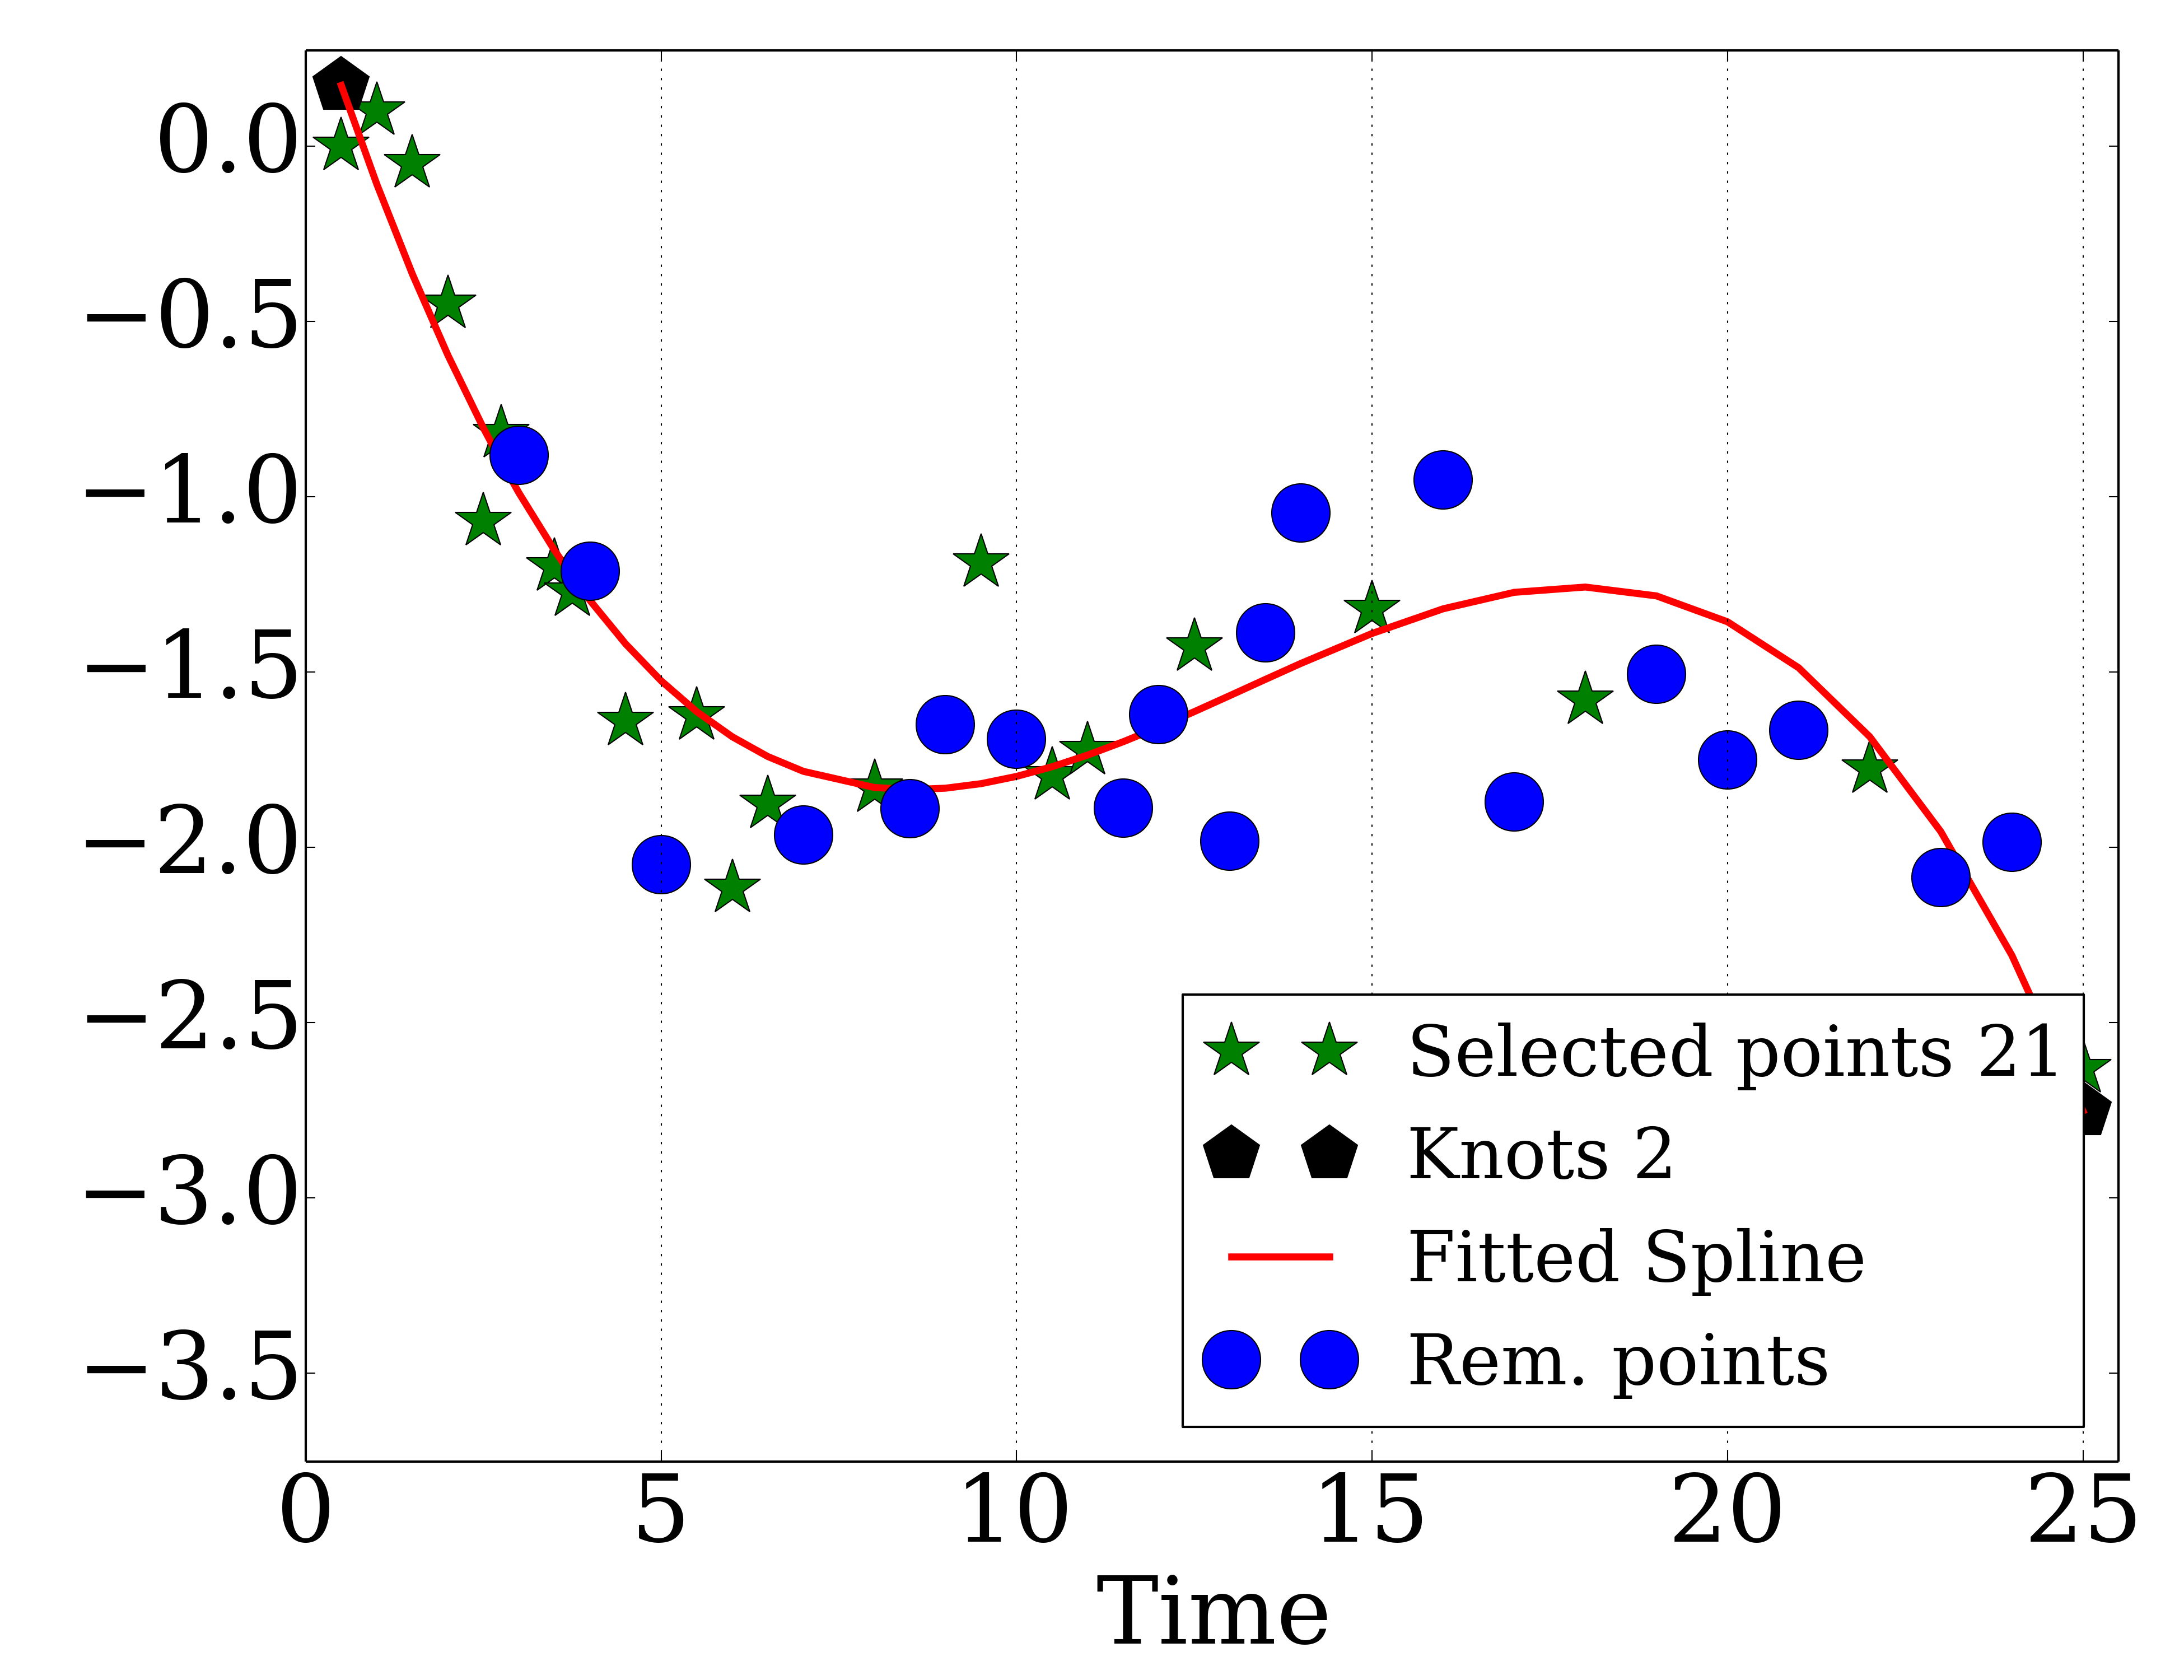 0.0
−0.5
−1.0
−1.5
−2.0
−2.5
−3.0
−3.5
0 5 10 15 20 25
Time
Selected points 21
Knots 2
Fitted Spline
Rem. points